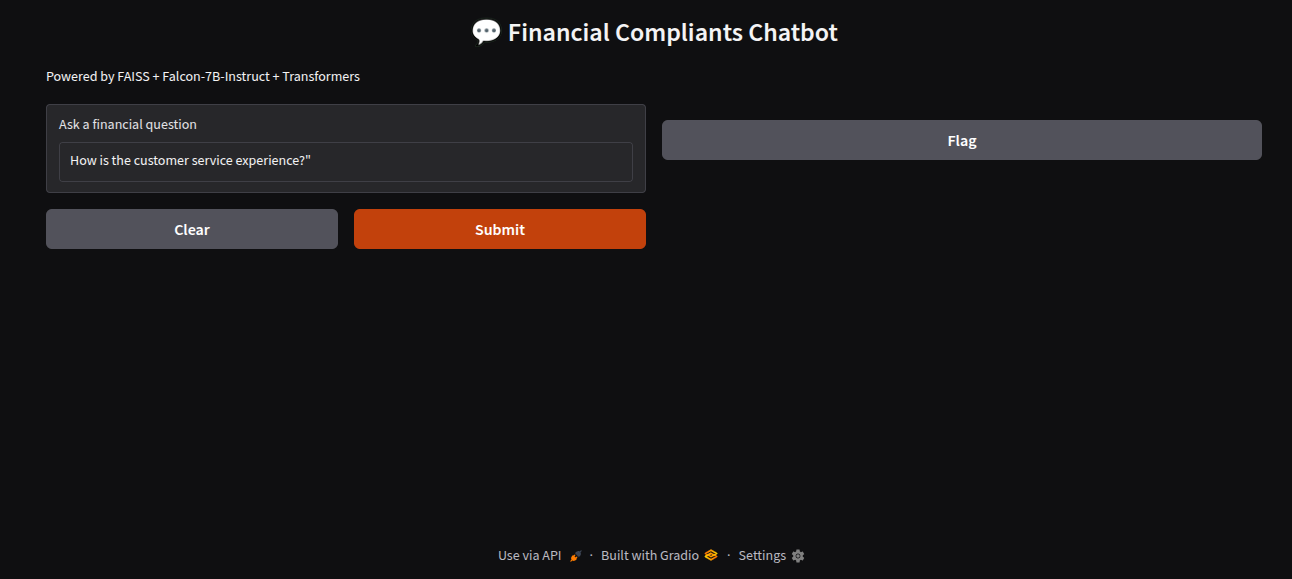 💬 Financial Compliants Chatbot
Powered by FAISS + Falcon-7B-Instruct + Transformers
Ask a financial question
How is the customer service experience?"
Flag
Clear
Submit
Use via API 🚀 · Built with Gradio · Settings ⚙️